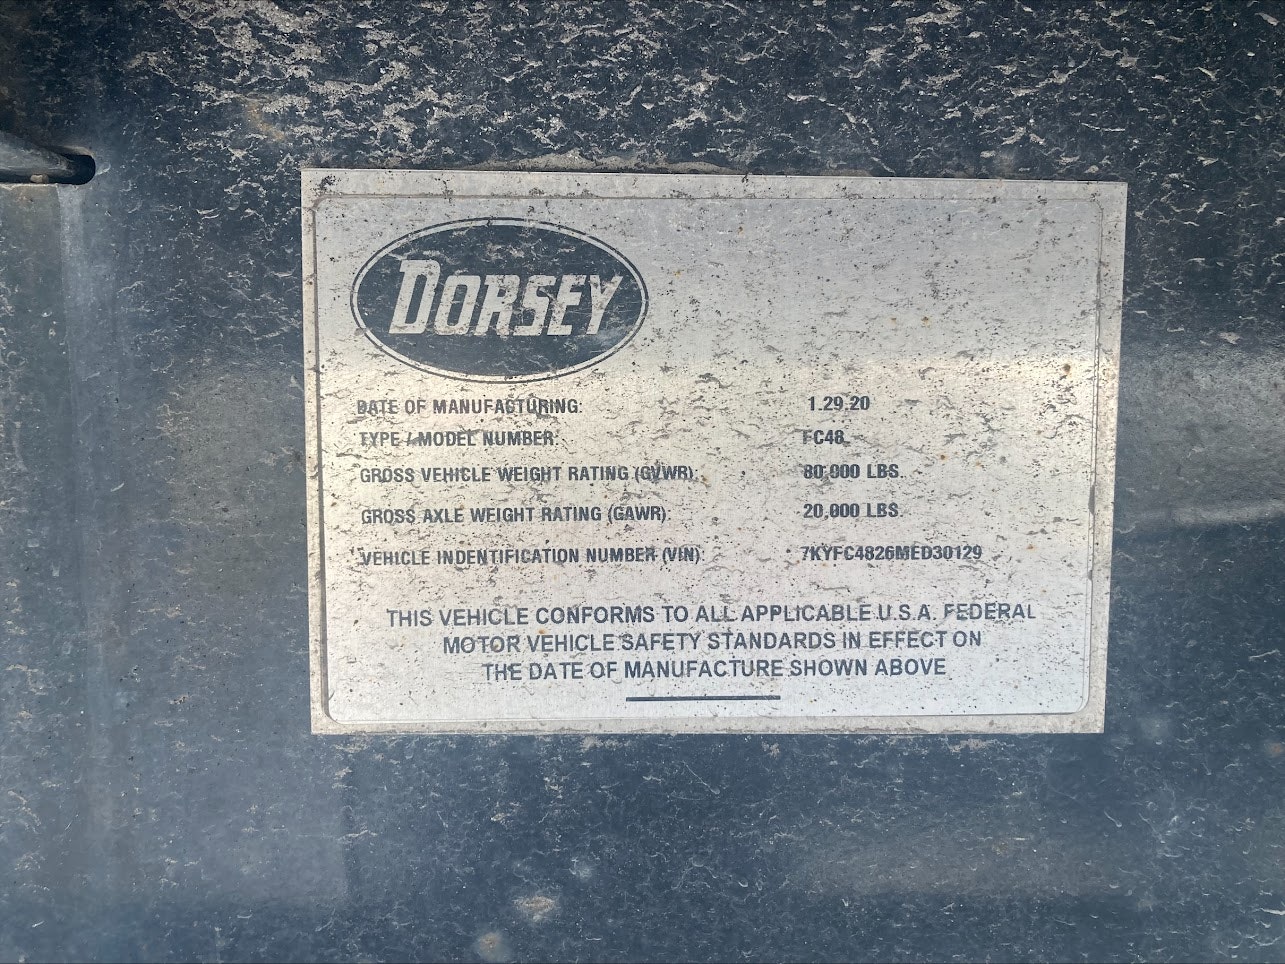 DORSEY
DATE OF MANUFACTURING: 1.29.20
TYPE / MODEL NUMBER: FC48
GROSS VEHICLE WEIGHT RATING (GVWR): 80,000 LBS.
GROSS AXLE WEIGHT RATING (GAWR): 20,000 LBS.
VEHICLE INDENTIFICATION NUMBER (VIN): 7KYFC4826MED30129
THIS VEHICLE CONFORMS TO ALL APPLICABLE U.S.A. FEDERAL
MOTOR VEHICLE SAFETY STANDARDS IN EFFECT ON
THE DATE OF MANUFACTURE SHOWN ABOVE